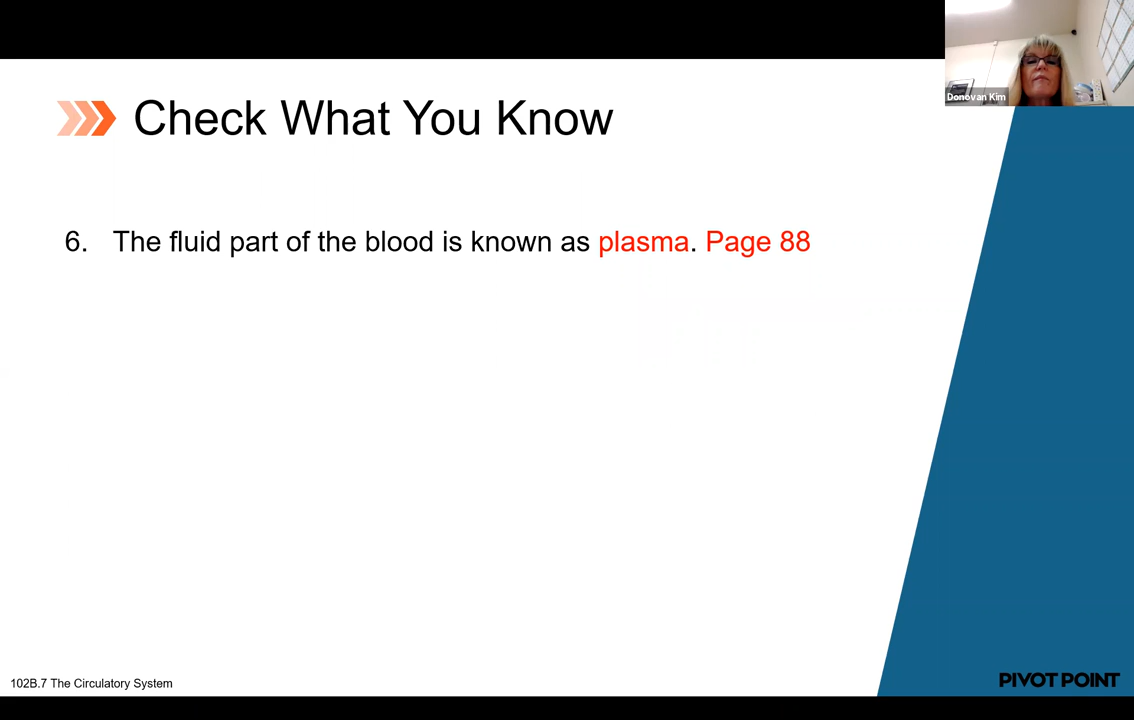 Donovan Kim
Check What You Know
6. The fluid part of the blood is known as plasma. Page 88
102B.7 The Circulatory System
PIVOT POINT